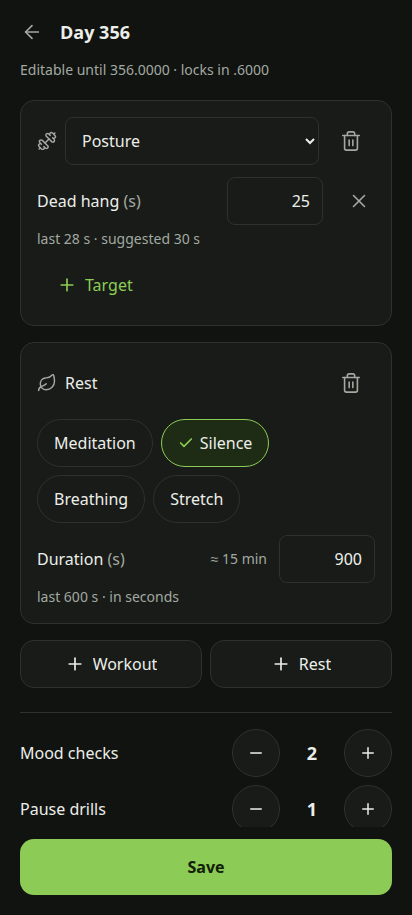 Day 356
Editable until 356.0000 · locks in .6000
Posture
Dead hang (s) 25
last 28 s · suggested 30 s
+ Target
Rest
Meditation ✓ Silence
Breathing Stretch
Duration (s) ≈ 15 min 900
last 600 s · in seconds
+ Workout + Rest
Mood checks − 2 +
Pause drills − 1 +
Save